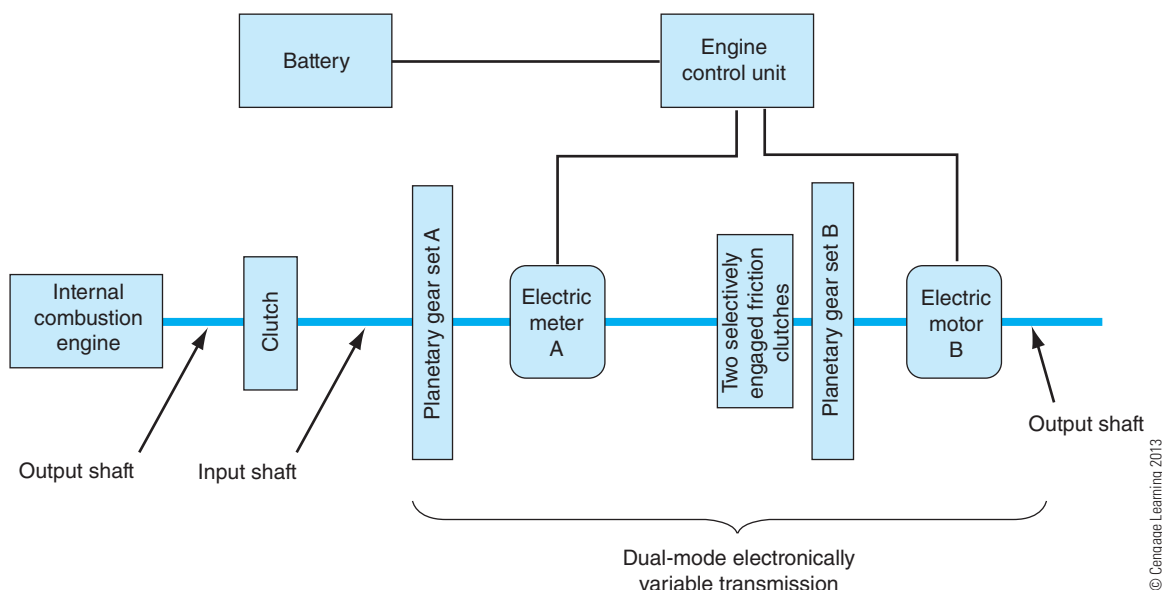 Battery
Engine
control unit
Internal
combustion
engine
Clutch
Planetary gear set A
Electric
meter
A
Two selectively
engaged friction
clutches
Planetary gear set B
Electric
motor
B
Output shaft
Input shaft
Output shaft
Dual-mode electronically
variable transmission
© Cengage Learning 2013